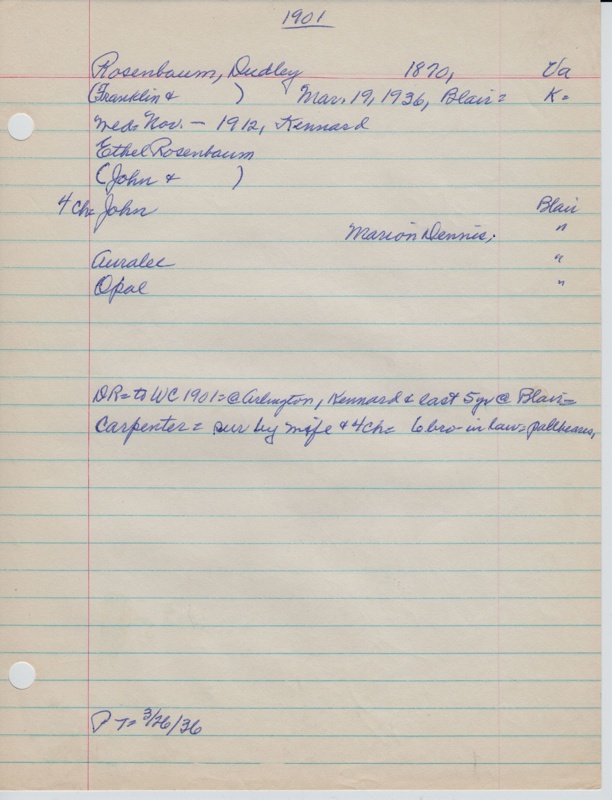 1901
Rosenbaum, Dudley 1870, Va
(Franklin & ) Mar. 19, 1936, Blair= K=
Med. Nov. - 1912, Kennard
Ethel Rosenbaum
(John & )
4 Ch= John Blair
Marion Dennis; "
Auralee "
Opal "
DR= to WC 1901= @ Arlington, Kennard & last 5 yr @ Blair=
Carpenter= sur by wife & 4 ch= 6 bro-in law= pallbearers,
PT= 3/26/36